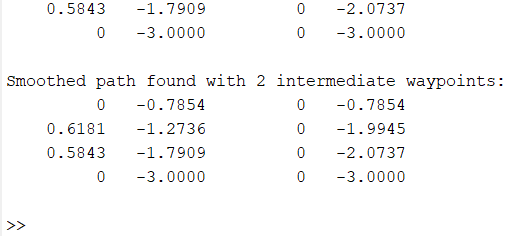 0.5843 -1.7909 0 -2.0737
0 -3.0000 0 -3.0000
Smoothed path found with 2 intermediate waypoints:
0 -0.7854 0 -0.7854
0.6181 -1.2736 0 -1.9945
0.5843 -1.7909 0 -2.0737
0 -3.0000 0 -3.0000
>>